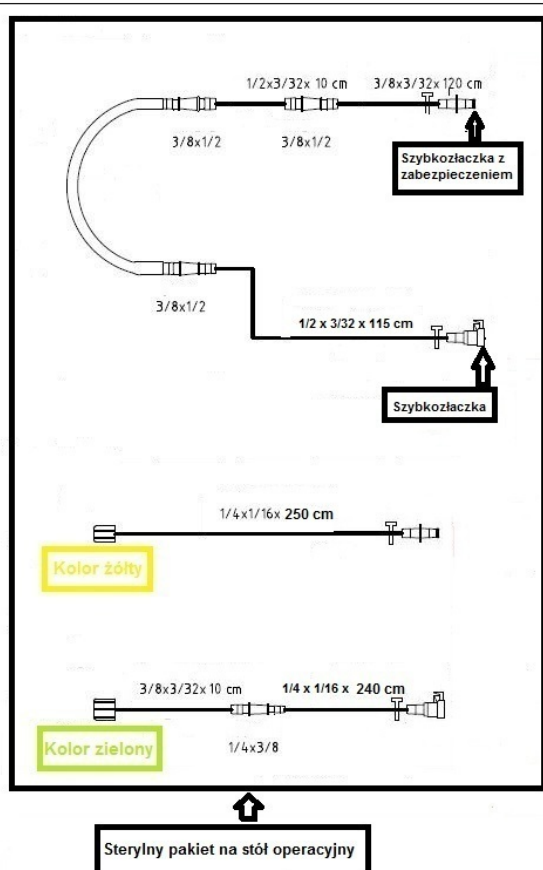 1/2x3/32x 10 cm
3/8x3/32x 120 cm
3/8x1/2
3/8x1/2
Szybkozłaczka z
zabezpieczeniem
3/8x1/2
1/2 x 3/32 x 115 cm
Szybkozłaczka
1/4x1/16x 250 cm
Kolor żółty
3/8x3/32x 10 cm
1/4 x 1/16 x 240 cm
Kolor zielony
1/4x3/8
Sterylny pakiet na stół operacyjny